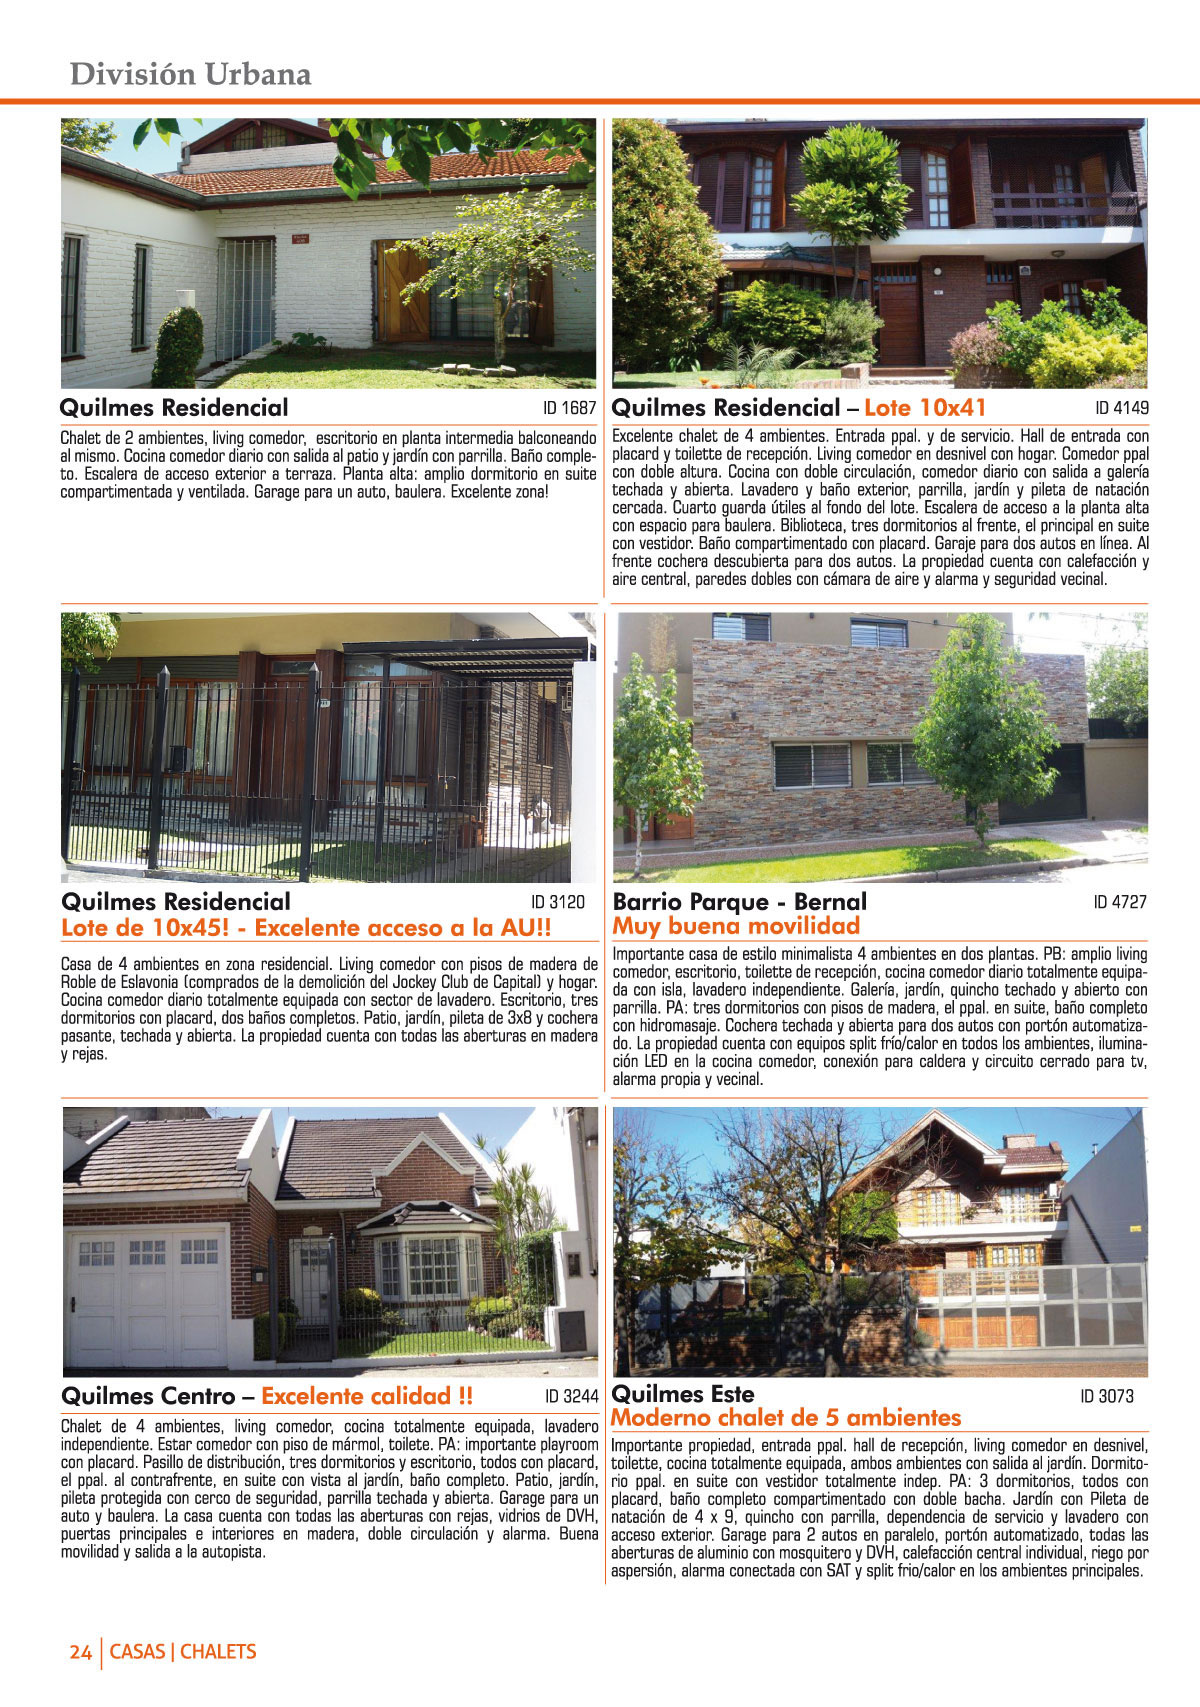 División Urbana
Quilmes Residencial
ID 1687
Chalet de 2 ambientes, living comedor, escritorio en planta intermedia balconeando
al mismo. Cocina comedor diario con salida al patio y jardín con parrilla. Baño comple-
to. Escalera de acceso exterior a terraza. Planta alta: amplio dormitorio en suite
compartimentada y ventilada. Garage para un auto, baulera. Excelente zona!
Quilmes Residencial – Lote 10x41
ID 4149
Excelente chalet de 4 ambientes. Entrada ppal. y de servicio. Hall de entrada con
placard y toilette de recepción. Living comedor en desnivel con hogar. Comedor ppal
con doble altura. Cocina con doble circulación, comedor diario con salida a galería
techada y abierta. Lavadero y baño exterior, parrilla, jardín y pileta de natación
cercada. Cuarto guarda útiles al fondo del lote. Escalera de acceso a la planta alta
con espacio para baulera. Biblioteca, tres dormitorios al frente, el principal en suite
con vestidor. Baño compartimentado con placard. Garaje para dos autos en línea. Al
frente cochera descubierta para dos autos. La propiedad cuenta con calefacción y
aire central, paredes dobles con cámara de aire y alarma y seguridad vecinal.
Quilmes Residencial
ID 3120
Lote de 10x45! - Excelente acceso a la AU!!
Casa de 4 ambientes en zona residencial. Living comedor con pisos de madera de
Roble de Eslavonia (comprados de la demolición del Jockey Club de Capital) y hogar.
Cocina comedor diario totalmente equipada con sector de lavadero. Escritorio, tres
dormitorios con placard, dos baños completos. Patio, jardín, pileta de 3x8 y cochera
pasante, techada y abierta. La propiedad cuenta con todas las aberturas en madera
y rejas.
Barrio Parque - Bernal
ID 4727
Muy buena movilidad
Importante casa de estilo minimalista 4 ambientes en dos plantas. PB: amplio living
comedor, escritorio, toilette de recepción, cocina comedor diario totalmente equipa-
da con isla, lavadero independiente. Galería, jardín, quincho techado y abierto con
parrilla. PA: tres dormitorios con pisos de madera, el ppal. en suite, baño completo
con hidromasaje. Cochera techada y abierta para dos autos con portón automatiza-
do. La propiedad cuenta con equipos split frío/calor en todos los ambientes, ilumina-
ción LED en la cocina comedor, conexión para caldera y circuito cerrado para tv,
alarma propia y vecinal.
Quilmes Centro – Excelente calidad !!
ID 3244
Chalet de 4 ambientes, living comedor, cocina totalmente equipada, lavadero
independiente. Estar comedor con piso de mármol, toilete. PA: importante playroom
con placard. Pasillo de distribución, tres dormitorios y escritorio, todos con placard,
el ppal. al contrafrente, en suite con vista al jardín, baño completo. Patio, jardín,
pileta protegida con cerco de seguridad, parrilla techada y abierta. Garage para un
auto y baulera. La casa cuenta con todas las aberturas con rejas, vidrios de DVH,
puertas principales e interiores en madera, doble circulación y alarma. Buena
movilidad y salida a la autopista.
Quilmes Este
ID 3073
Moderno chalet de 5 ambientes
Importante propiedad, entrada ppal. hall de recepción, living comedor en desnivel,
toilette, cocina totalmente equipada, ambos ambientes con salida al jardín. Dormito-
rio ppal. en suite con vestidor totalmente indep. PA: 3 dormitorios, todos con
placard, baño completo compartimentado con doble bacha. Jardín con Pileta de
natación de 4 x 9, quincho con parrilla, dependencia de servicio y lavadero con
acceso exterior. Garage para 2 autos en paralelo, portón automatizado, todas las
aberturas de aluminio con mosquitero y DVH, calefacción central individual, riego por
aspersión, alarma conectada con SAT y split frio/calor en los ambientes principales.
24 | CASAS | CHALETS